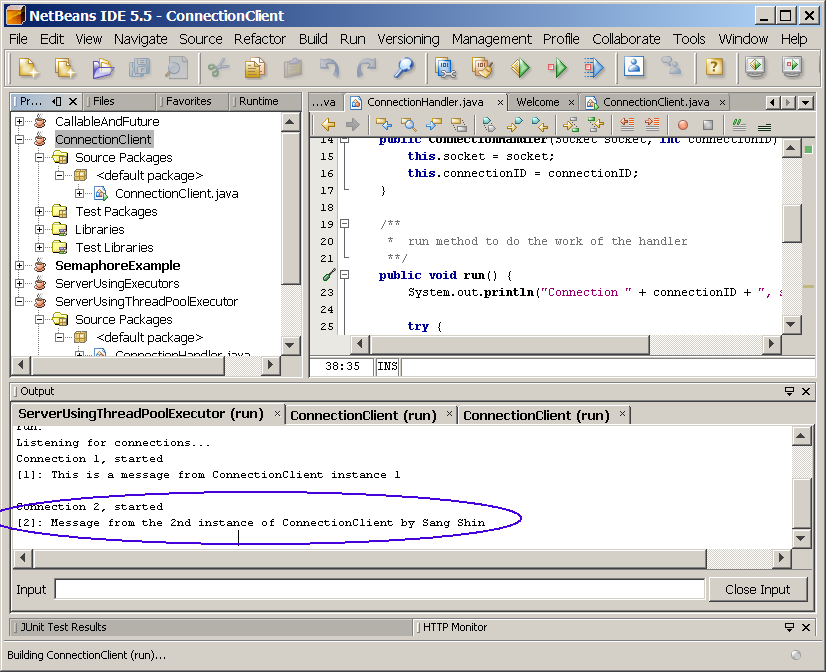 NetBeans IDE 5.5 - ConnectionClient
File Edit View Navigate Source Refactor Build Run Versioning Management Profile Collaborate Tools Window Help
Pr... Files Favorites Runtime
CallableAndFuture
ConnectionClient
Source Packages
<default package>
ConnectionClient.java
Test Packages
Libraries
Test Libraries
SemaphoreExample
ServerUsingExecutors
ServerUsingThreadPoolExecutor
Source Packages
<default package>
ConnectionHandler.java
...va ConnectionHandler.java Welcome ConnectionClient.java
14 public ConnectionHandler(Socket socket, int connectionID)
15 this.socket = socket;
16 this.connectionID = connectionID;
17 }
18
19 /**
20 * run method to do the work of the handler
21 **/
public void run() {
23 System.out.println("Connection " + connectionID + ", s
24
25 try {
38:35 INS
Output
ServerUsingThreadPoolExecutor (run) ConnectionClient (run) ConnectionClient (run)
run:
Listening for connections...
Connection 1, started
[1]: This is a message from ConnectionClient instance 1
Connection 2, started
[2]: Message from the 2nd instance of ConnectionClient by Sang Shin
Input Close Input
JUnit Test Results HTTP Monitor
Building ConnectionClient (run)...